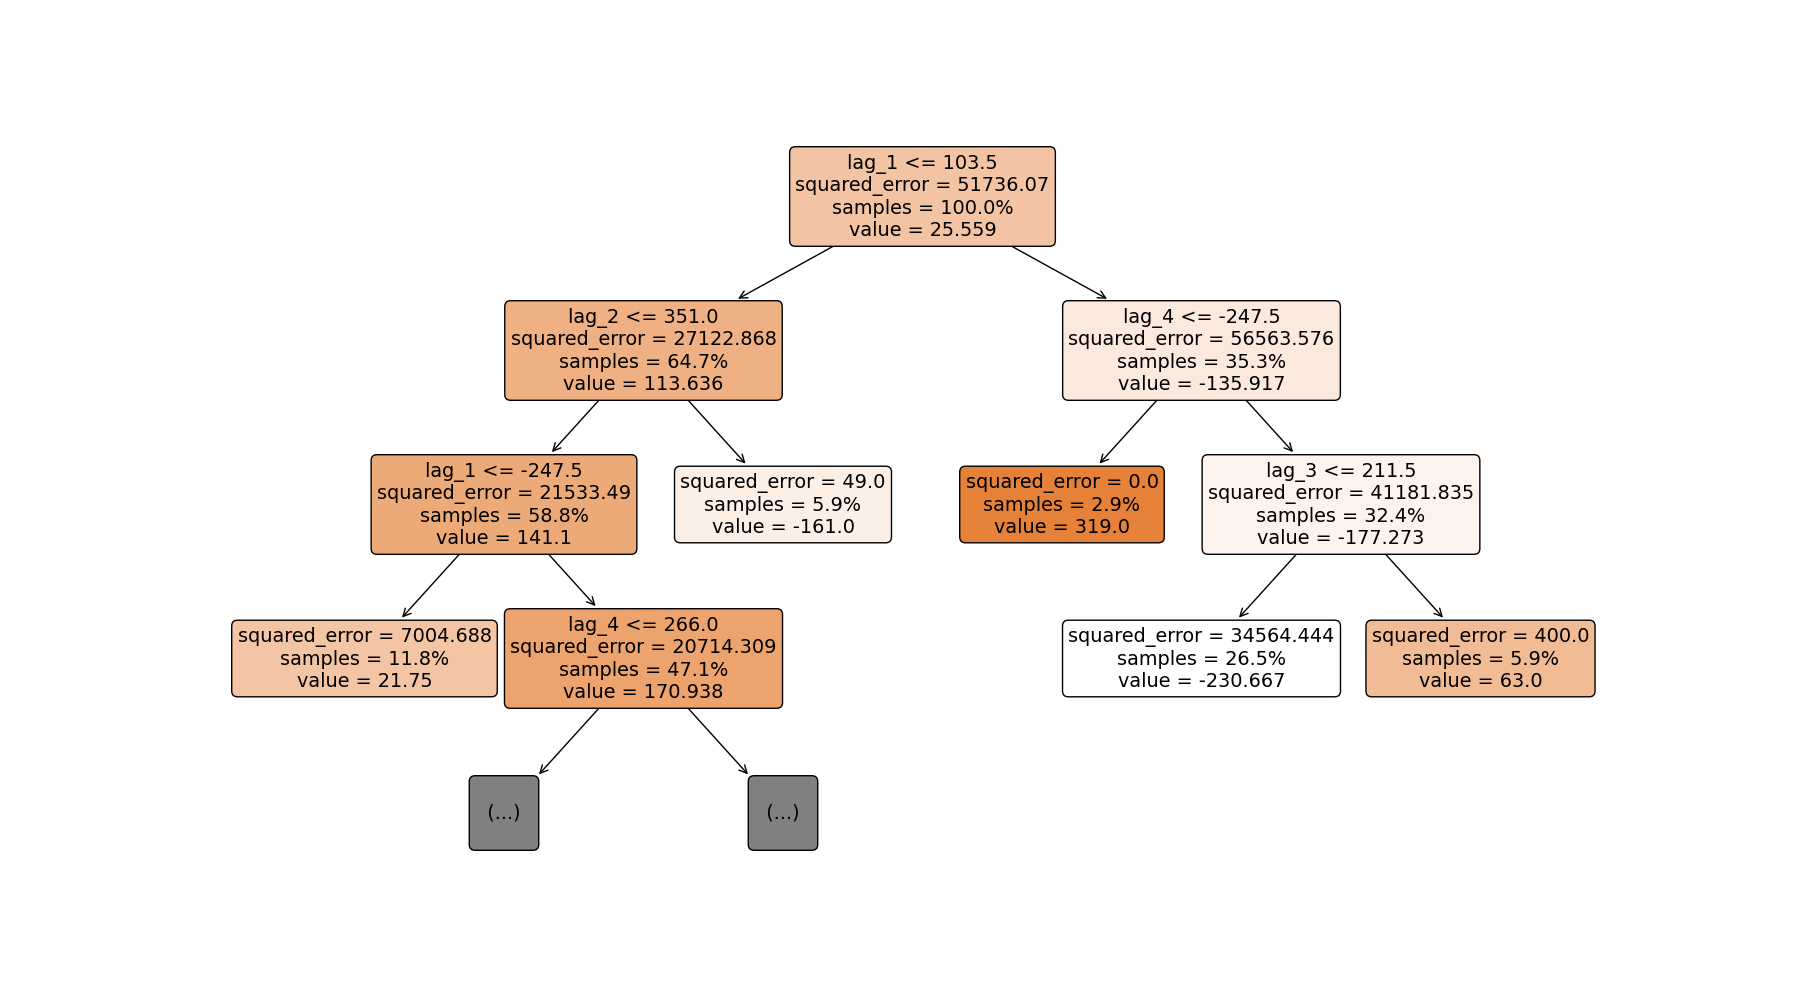 lag_1 <= 103.5
squared_error = 51736.07
samples = 100.0%
value = 25.559
lag_2 <= 351.0
squared_error = 27122.868
samples = 64.7%
value = 113.636
lag_4 <= -247.5
squared_error = 56563.576
samples = 35.3%
value = -135.917
lag_1 <= -247.5
squared_error = 21533.49
samples = 58.8%
value = 141.1
squared_error = 49.0
samples = 5.9%
value = -161.0
squared_error = 0.0
samples = 2.9%
value = 319.0
lag_3 <= 211.5
squared_error = 41181.835
samples = 32.4%
value = -177.273
squared_error = 7004.688
samples = 11.8%
value = 21.75
lag_4 <= 266.0
squared_error = 20714.309
samples = 47.1%
value = 170.938
squared_error = 34564.444
samples = 26.5%
value = -230.667
squared_error = 400.0
samples = 5.9%
value = 63.0
(...)
(...)